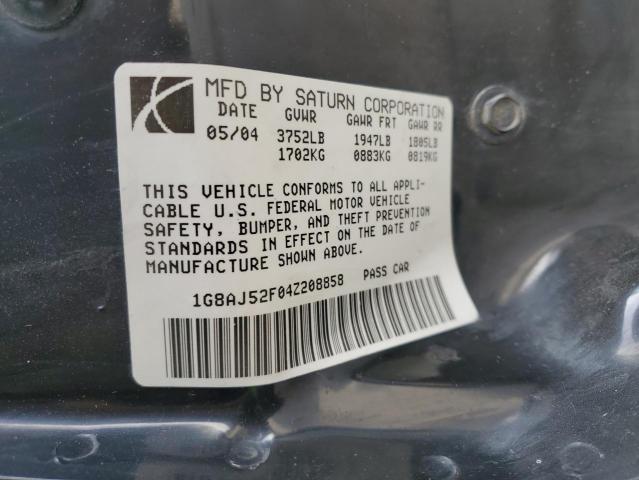 MFD BY SATURN CORPORATION
DATE GVWR GAWR FRT GAWR RR
05/04 3752LB 1947LB 1805LB
1702KG 0883KG 0819KG
THIS VEHICLE CONFORMS TO ALL APPLI-
CABLE U.S. FEDERAL MOTOR VEHICLE
SAFETY, BUMPER, AND THEFT PREVENTION
STANDARDS IN EFFECT ON THE DATE OF
MANUFACTURE SHOWN ABOVE.
1G8AJ52F04Z208858 PASS CAR